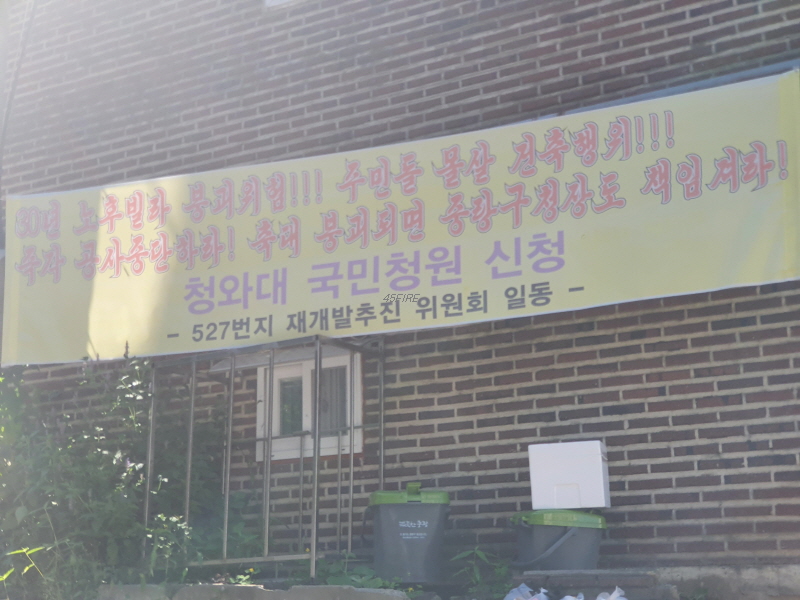 30년 노후빌라 붕괴위험!!! 주민들 몰살 건축행위!!!
즉각 공사중단하라! 축대 붕괴되면 중랑구청장도 책임져라!
청와대 국민청원 신청
- 527번지 재개발추진 위원회 일동 -
45FIRE